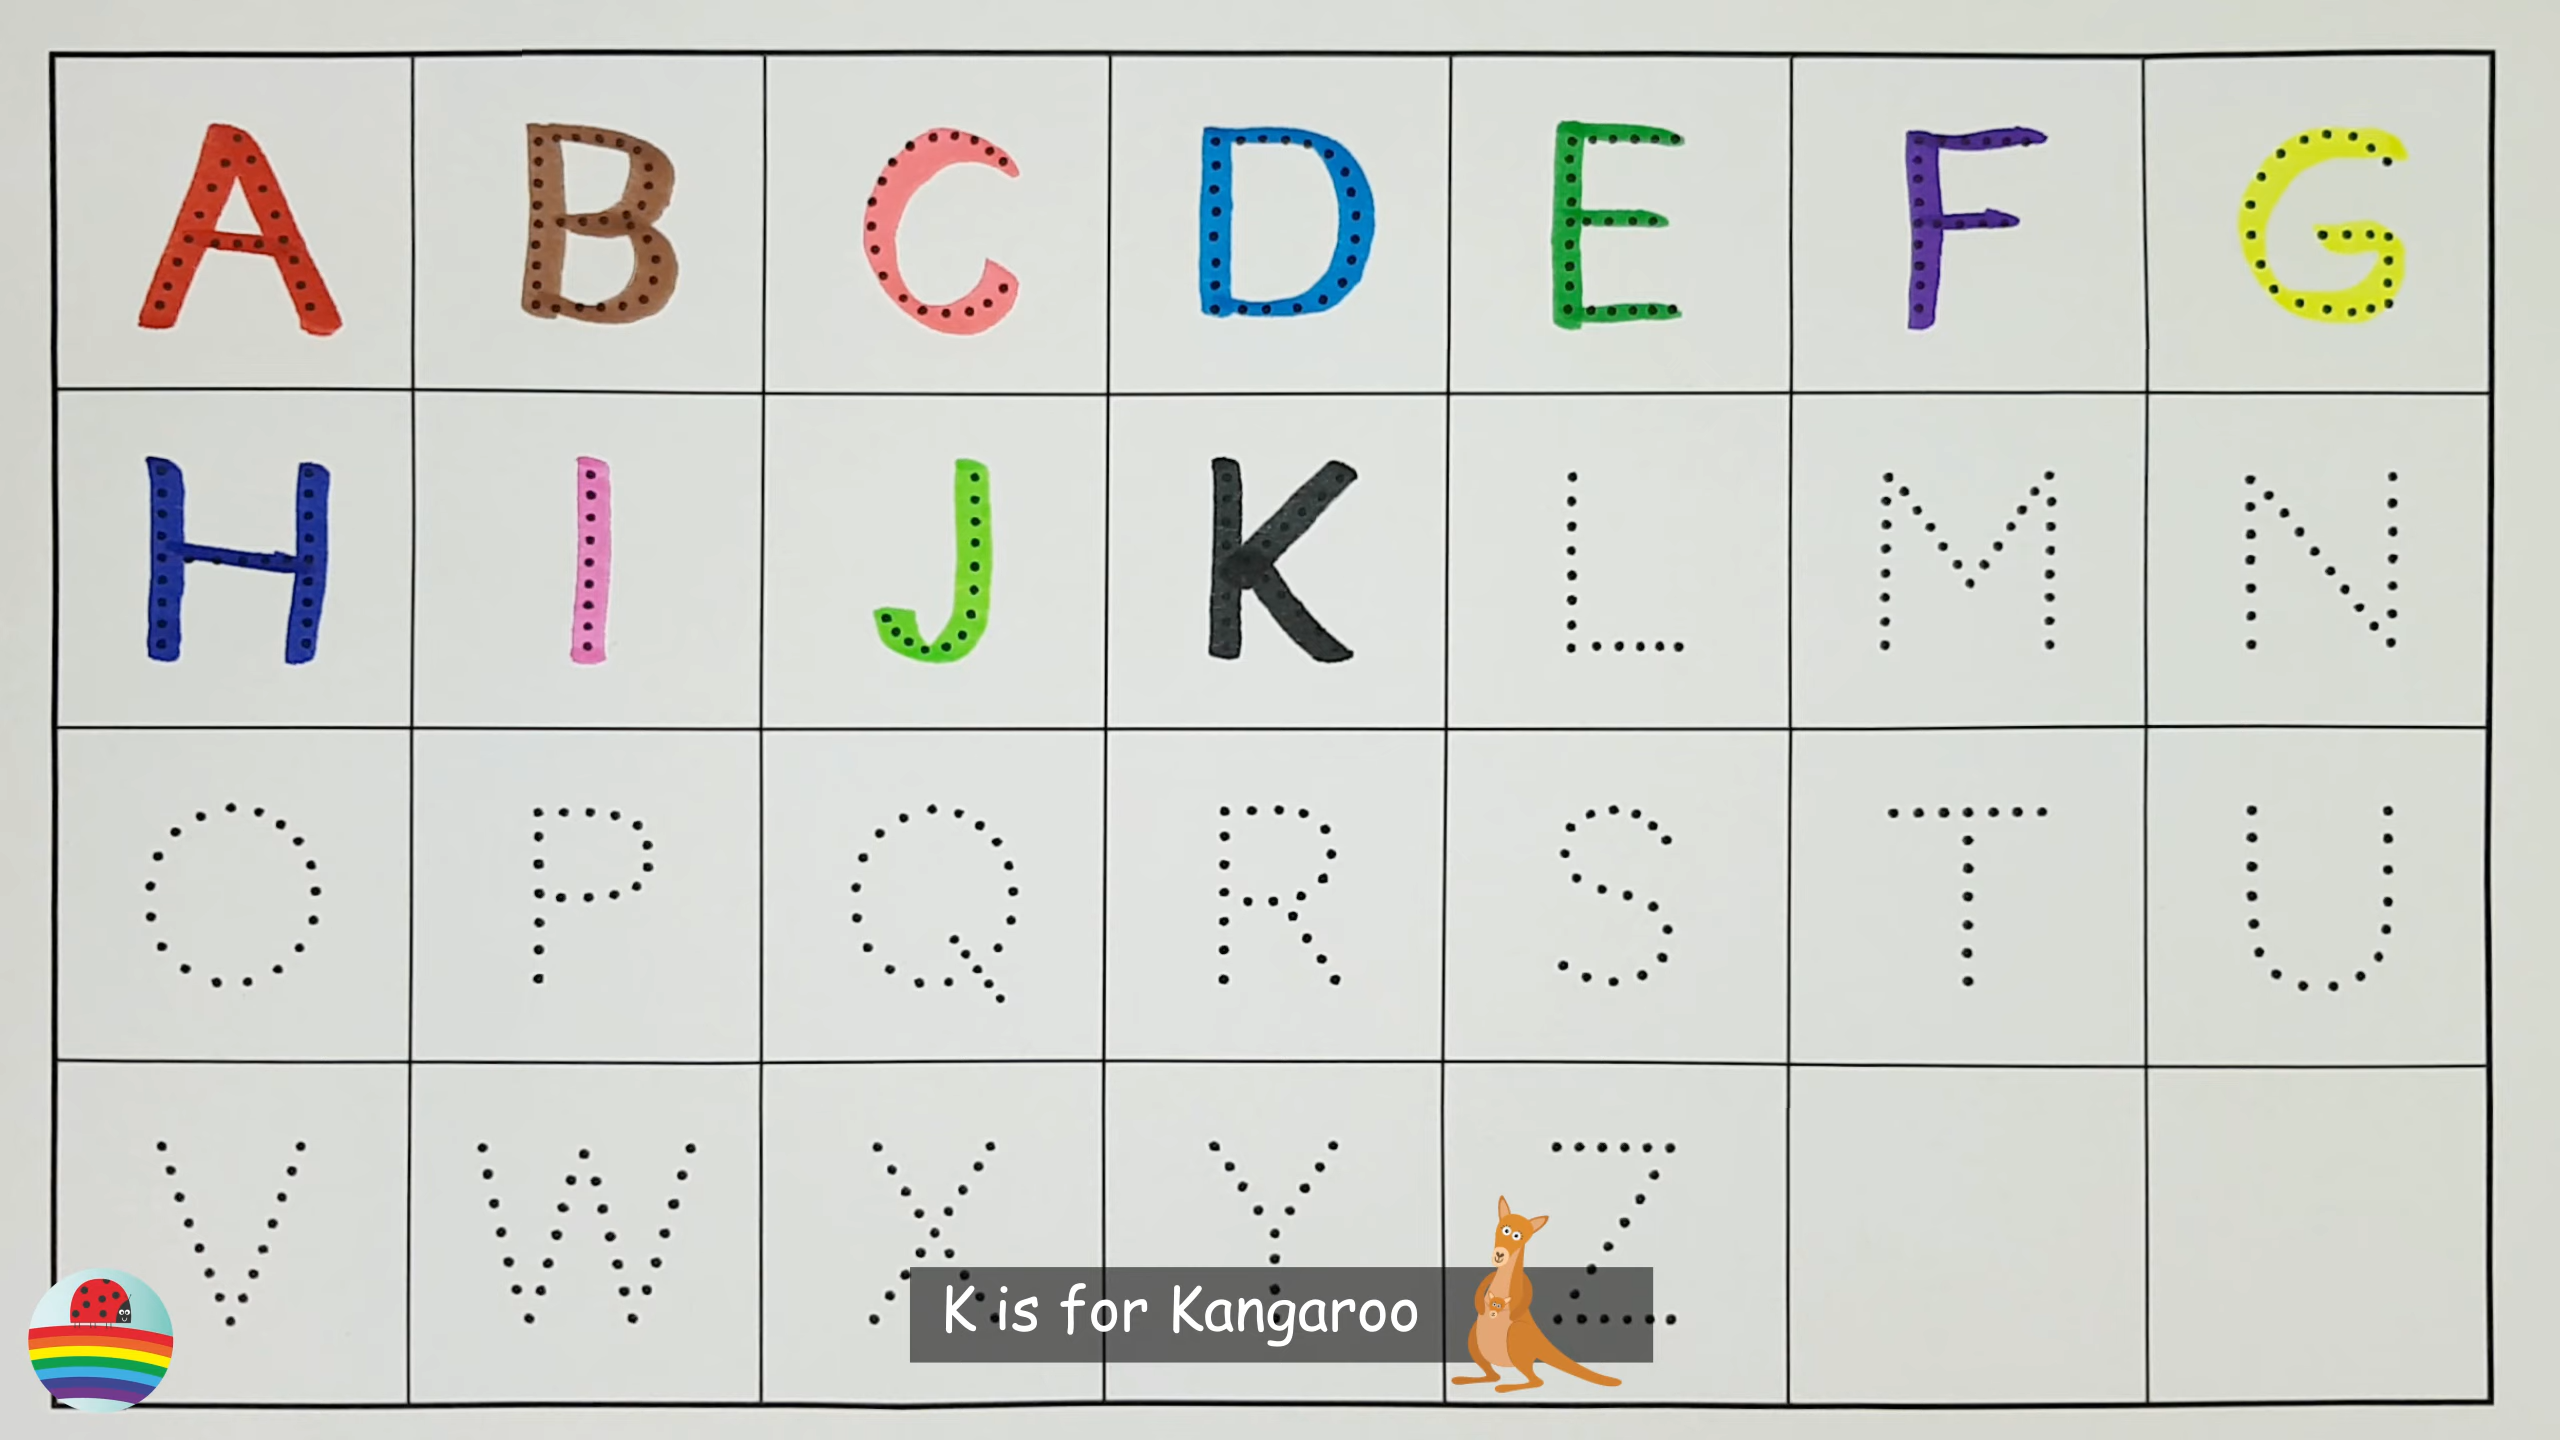 A B C D E F G
H I J K L M N
O P Q R S T U
V W X Y Z
K is for Kangaroo